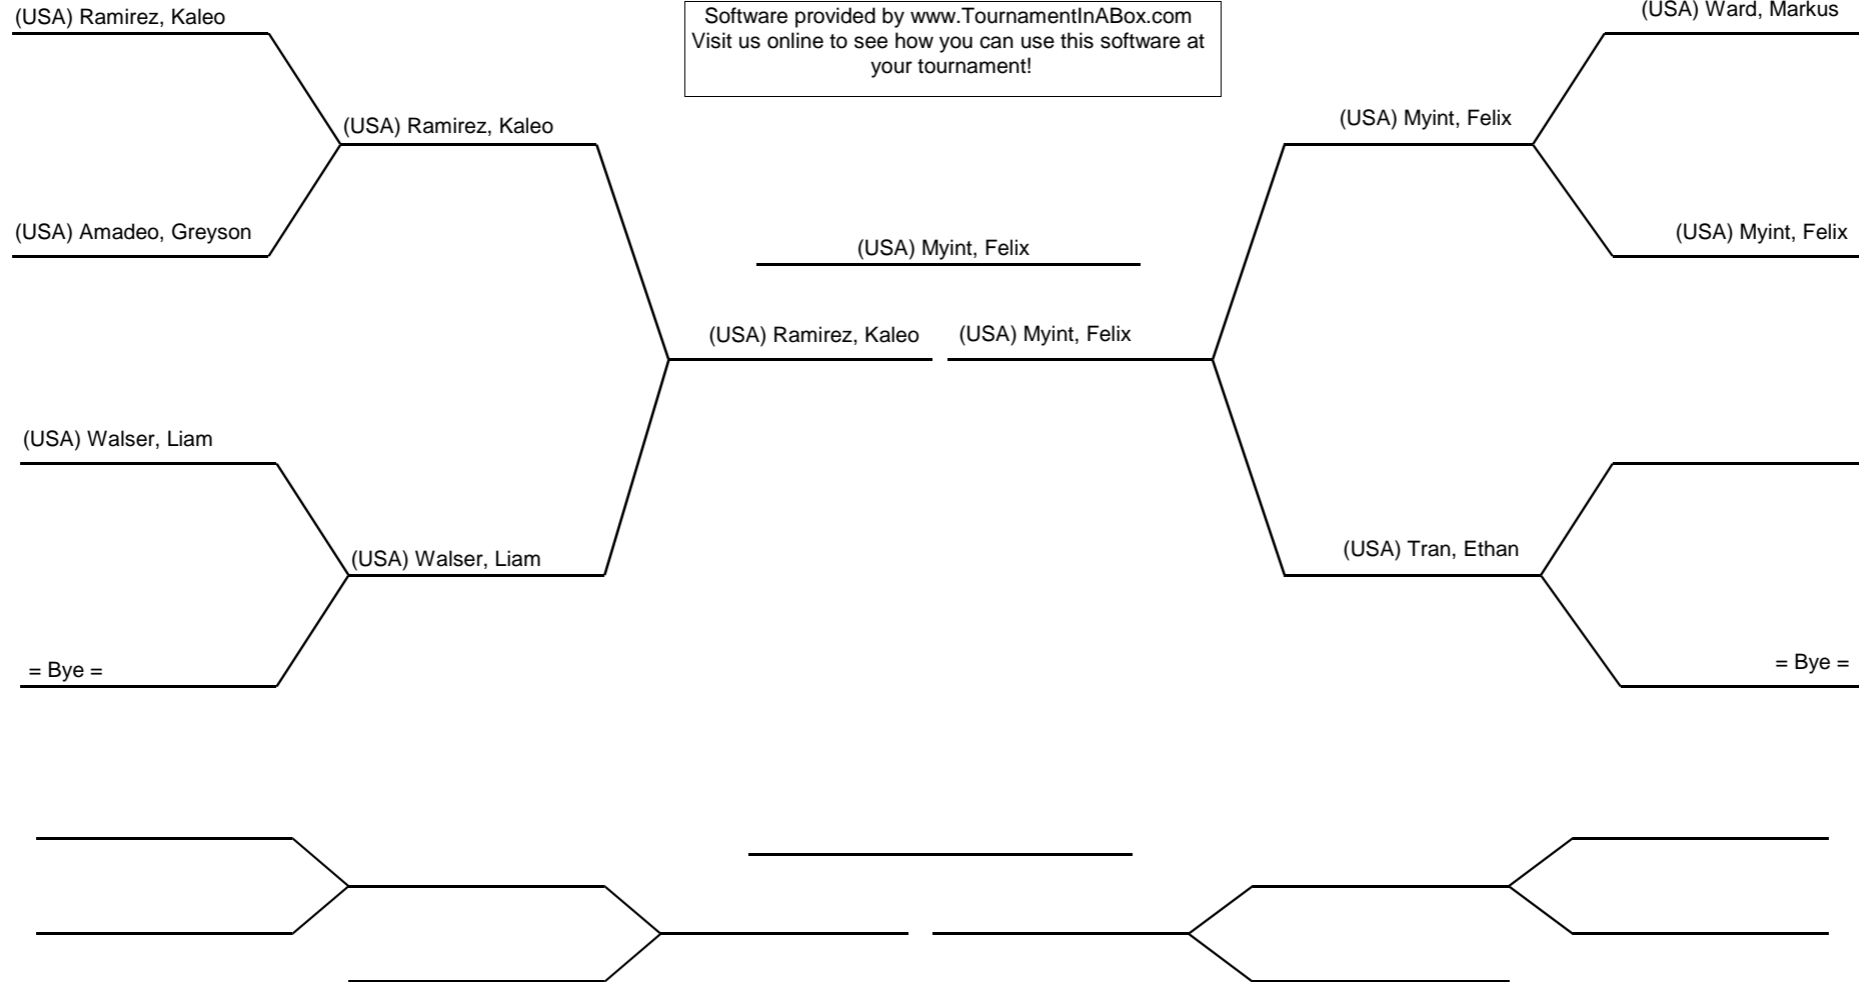 (USA) Ramirez, Kaleo
Software provided by www.TournamentInABox.com
Visit us online to see how you can use this software at
your tournament!
(USA) Ward, Markus
(USA) Ramirez, Kaleo
(USA) Myint, Felix
(USA) Amadeo, Greyson
(USA) Myint, Felix
(USA) Myint, Felix
(USA) Ramirez, Kaleo
(USA) Myint, Felix
(USA) Walser, Liam
(USA) Walser, Liam
(USA) Tran, Ethan
= Bye =
= Bye =